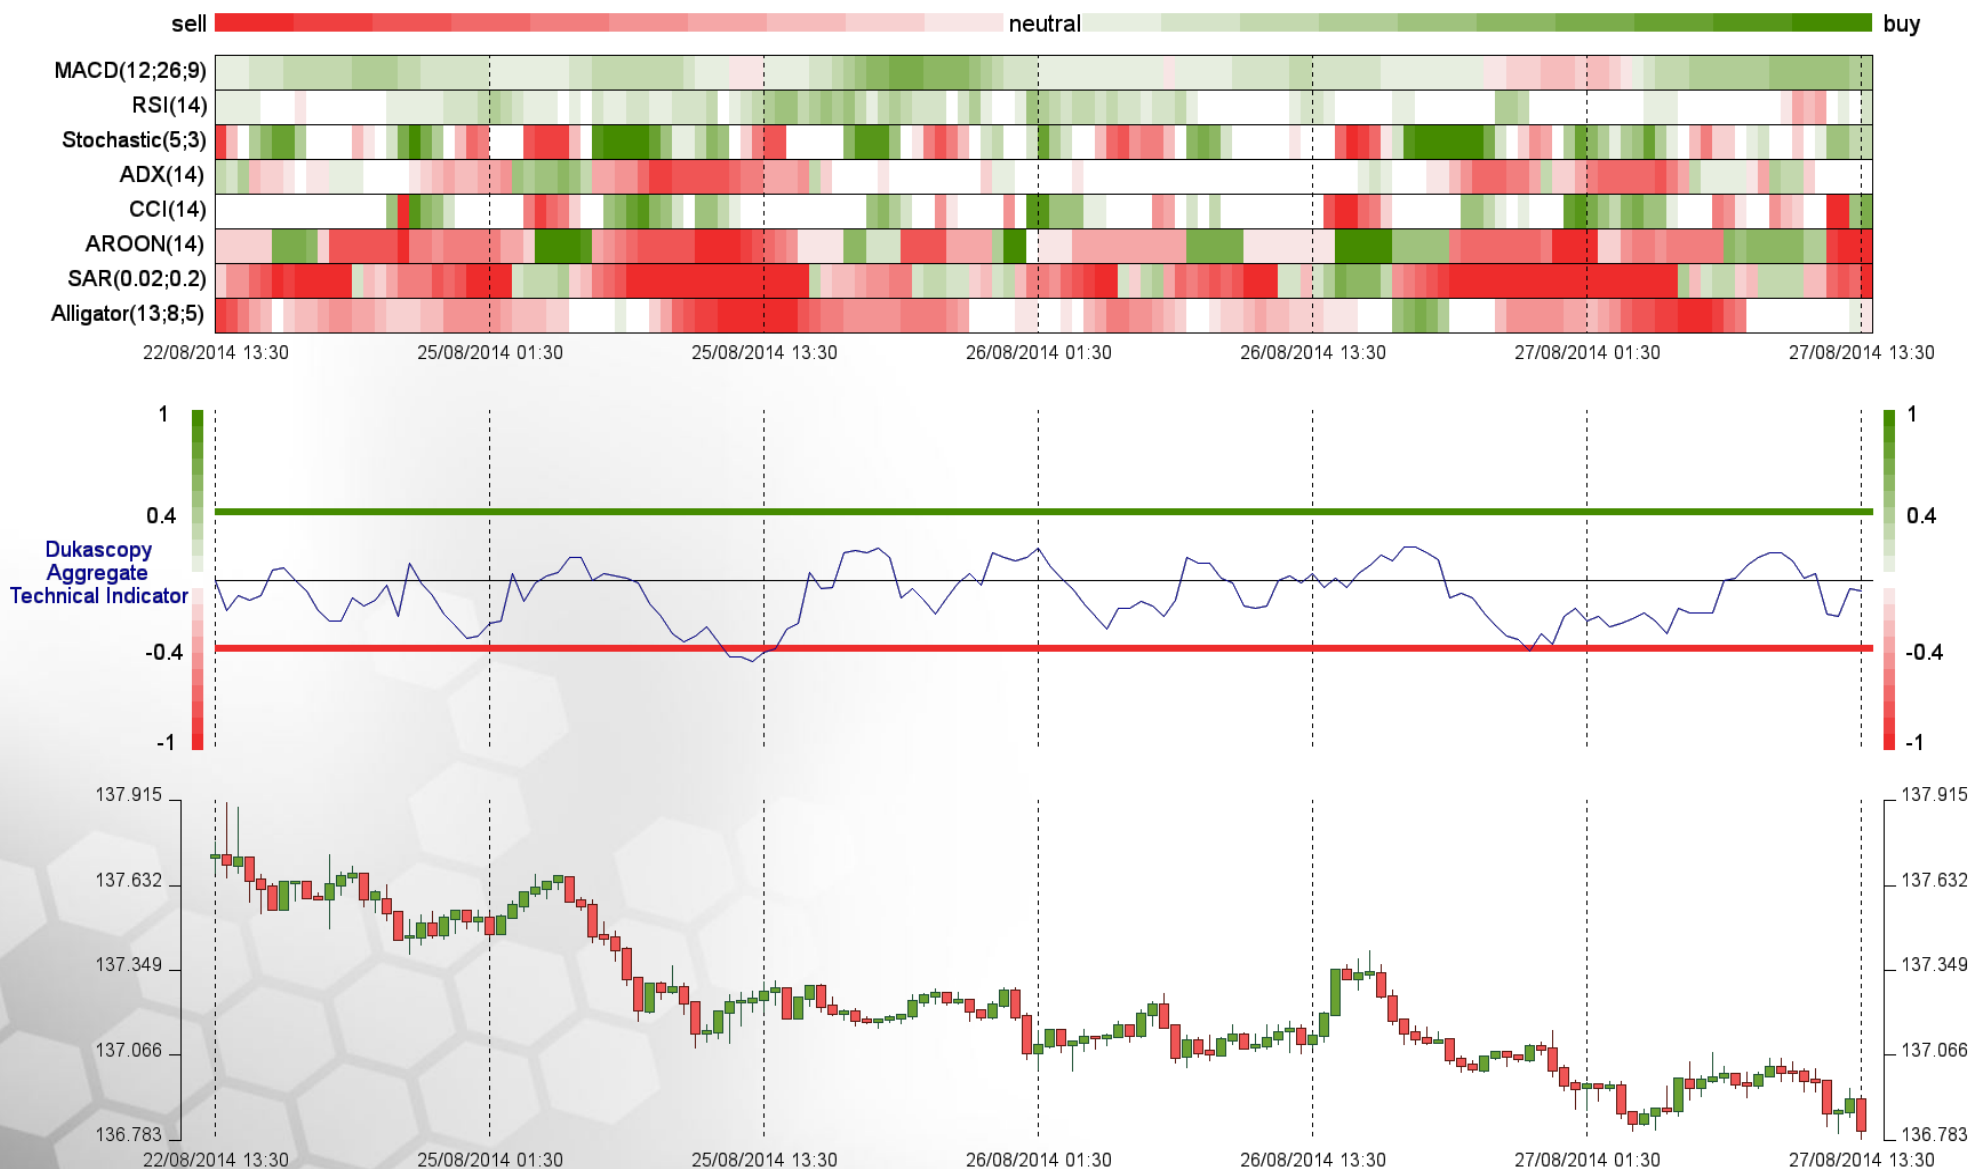 sell neutral buy
MACD(12;26;9)
RSI(14)
Stochastic(5;3)
ADX(14)
CCI(14)
AROON(14)
SAR(0.02;0.2)
Alligator(13;8;5)
22/08/2014 13:30 25/08/2014 01:30 25/08/2014 13:30 26/08/2014 01:30 26/08/2014 13:30 27/08/2014 01:30 27/08/2014 13:30
1 1
0.4 0.4
Dukascopy
Aggregate
Technical Indicator
-0.4 -0.4
-1 -1
137.915 137.915
137.632 137.632
137.349 137.349
137.066 137.066
136.783 136.783
22/08/2014 13:30 25/08/2014 01:30 25/08/2014 13:30 26/08/2014 01:30 26/08/2014 13:30 27/08/2014 01:30 27/08/2014 13:30